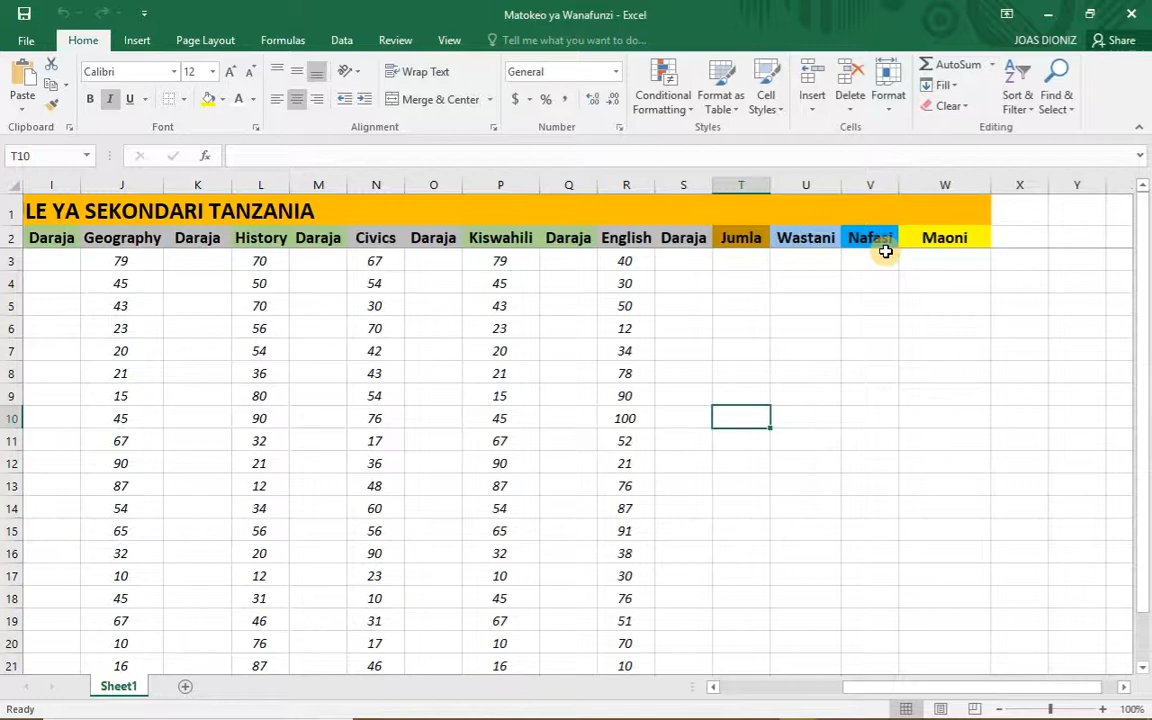 Matokeo ya Wanafunzi - Excel
File Home Insert Page Layout Formulas Data Review View Tell me what you want to do... JOAS DIONIZ Share
Calibri 12 Wrap Text General AutoSum
Paste B I U Merge & Center $ % , Conditional Formatting Format as Table Cell Styles Insert Delete Format Fill Clear Sort & Filter Find & Select
Clipboard Font Alignment Number Styles Cells Editing
T10 fx
I J K L M N O P Q R S T U V W X Y
1 LE YA SEKONDARI TANZANIA
2 Daraja Geography Daraja History Daraja Civics Daraja Kiswahili Daraja English Daraja Jumla Wastani Nafasi Maoni
3 79 70 67 79 40
4 45 50 54 45 30
5 43 70 30 43 50
6 23 56 70 23 12
7 20 54 42 20 34
8 21 36 43 21 78
9 15 80 54 15 90
10 45 90 76 45 100
11 67 32 17 67 52
12 90 21 36 90 21
13 87 12 48 87 76
14 54 34 60 54 87
15 65 56 56 65 91
16 32 20 90 32 38
17 10 12 23 10 30
18 45 31 10 45 76
19 67 46 31 67 51
20 10 76 17 10 70
21 16 87 46 16 10
Sheet1
Ready 100%